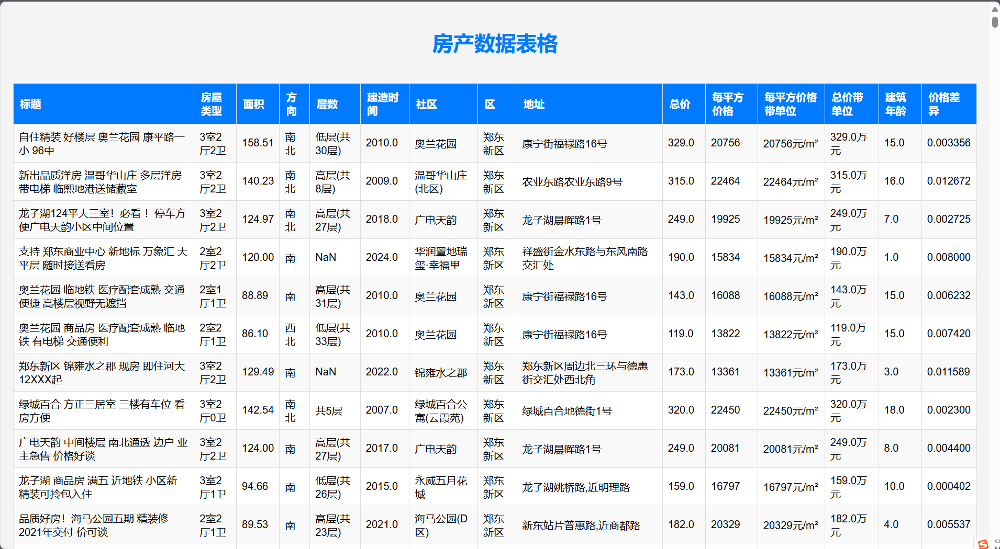 房产数据表格
标题 房屋类型 面积 方向 层数 建造时间 社区 区 地址 总价 每平方价格 每平方价格带单位 总价带单位 建筑年龄 价格差异
自住精装 好楼层 奥兰花园 康平路一小 96中 3室2厅2卫 158.51 南北 低层(共30层) 2010.0 奥兰花园 郑东新区 康宁街福禄路16号 329.0 20756 20756元/m² 329.0万元 15.0 0.003356
新出品质洋房 温哥华山庄 多层洋房带电梯 临熙地港送储藏室 3室2厅2卫 140.23 南北 高层(共8层) 2009.0 温哥华山庄(北区) 郑东新区 农业东路农业东路9号 315.0 22464 22464元/m² 315.0万元 16.0 0.012672
龙子湖124平大三室！必看 ！停车方便广电天韵小区中间位置 3室2厅2卫 124.97 南北 高层(共27层) 2018.0 广电天韵 郑东新区 龙子湖晨晖路1号 249.0 19925 19925元/m² 249.0万元 7.0 0.002725
支持 郑东商业中心 新地标 万象汇 大平层 随时接送看房 2室2厅2卫 120.00 南 NaN 2024.0 华润置地瑞玺·幸福里 郑东新区 祥盛街金水东路与东风南路交汇处 190.0 15834 15834元/m² 190.0万元 1.0 0.008000
奥兰花园 临地铁 医疗配套成熟 交通便捷 高楼层视野无遮挡 2室1厅1卫 88.89 南 高层(共31层) 2010.0 奥兰花园 郑东新区 康宁街福禄路16号 143.0 16088 16088元/m² 143.0万元 15.0 0.006232
奥兰花园 商品房 医疗配套成熟 临地铁 有电梯 交通便利 2室2厅1卫 86.10 西北 低层(共33层) 2010.0 奥兰花园 郑东新区 康宁街福禄路16号 119.0 13822 13822元/m² 119.0万元 15.0 0.007420
郑东新区 锦雍水之郡 现房 即住河大12XXX起 3室2厅2卫 129.49 南 NaN 2022.0 锦雍水之郡 郑东新区 郑东新区周边北三环与德惠街交汇处西北角 173.0 13361 13361元/m² 173.0万元 3.0 0.011589
绿城百合 方正三居室 三楼有车位 看房方便 3室2厅0卫 142.54 南北 共5层 2007.0 绿城百合公寓(云霞苑) 郑东新区 绿城百合地德街1号 320.0 22450 22450元/m² 320.0万元 18.0 0.002300
广电天韵 中间楼层 南北通透 边户 业主急售 价格好谈 3室2厅2卫 124.00 南 高层(共27层) 2017.0 广电天韵 郑东新区 龙子湖晨晖路1号 249.0 20081 20081元/m² 249.0万元 8.0 0.004400
龙子湖 商品房 满五 近地铁 小区新 精装可拎包入住 3室2厅1卫 94.66 南 低层(共26层) 2015.0 永威五月花城 郑东新区 龙子湖姚桥路,近明理路 159.0 16797 16797元/m² 159.0万元 10.0 0.000402
品质好房！海马公园五期 精装修 2021年交付 价可谈 2室2厅1卫 89.53 南 高层(共23层) 2021.0 海马公园(D区) 郑东新区 新东站片普惠路,近商都路 182.0 20329 20329元/m² 182.0万元 4.0 0.005537